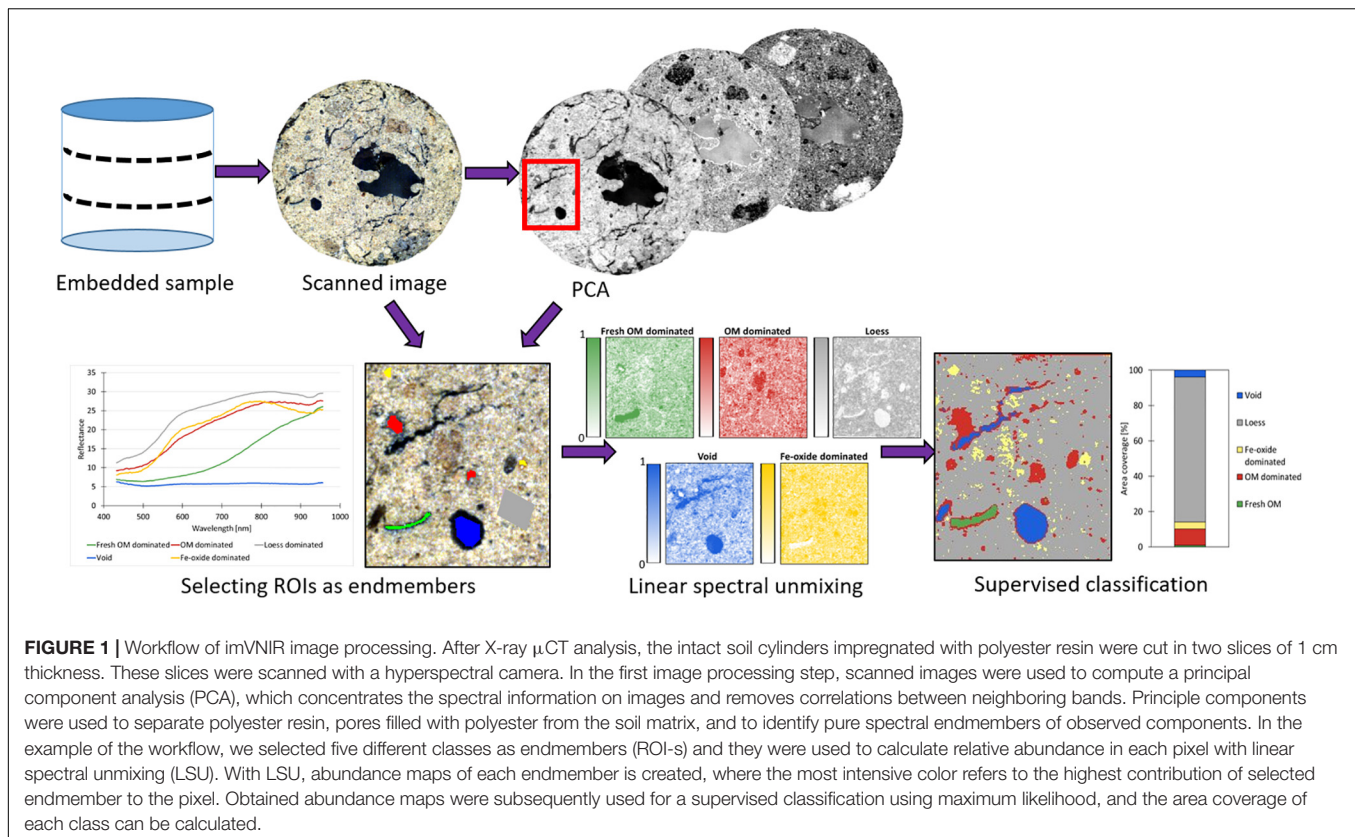 Embedded sample
Scanned image
PCA
35
30
25
20
15
10
5
0
Reflectance
400
500
600
700
800
900
1000
Wavelength [nm]
Fresh OM dominated
OM dominated
Loess dominated
Void
Fe-oxide dominated
Selecting ROIs as endmembers
1
0
Fresh OM dominated
OM dominated
Loess
1
0
Void
Fe-oxide dominated
Linear spectral unmixing
Supervised classification
100
80
60
40
20
0
Area coverage [%]
Void
Loess
Fe-oxide
dominated
OM dominated
Fresh OM
FIGURE 1 | Workflow of imVNIR image processing. After X-ray μCT analysis, the intact soil cylinders impregnated with polyester resin were cut in two slices of 1 cm
thickness. These slices were scanned with a hyperspectral camera. In the first image processing step, scanned images were used to compute a principal
component analysis (PCA), which concentrates the spectral information on images and removes correlations between neighboring bands. Principle components
were used to separate polyester resin, pores filled with polyester from the soil matrix, and to identify pure spectral endmembers of observed components. In the
example of the workflow, we selected five different classes as endmembers (ROI-s) and they were used to calculate relative abundance in each pixel with linear
spectral unmixing (LSU). With LSU, abundance maps of each endmember is created, where the most intensive color refers to the highest contribution of selected
endmember to the pixel. Obtained abundance maps were subsequently used for a supervised classification using maximum likelihood, and the area coverage of
each class can be calculated.